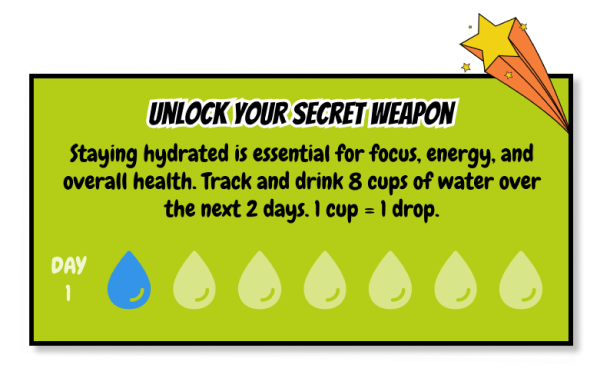 UNLOCK YOUR SECRET WEAPON
Staying hydrated is essential for focus, energy, and
overall health. Track and drink 8 cups of water over
the next 2 days. 1 cup = 1 drop.
DAY
1